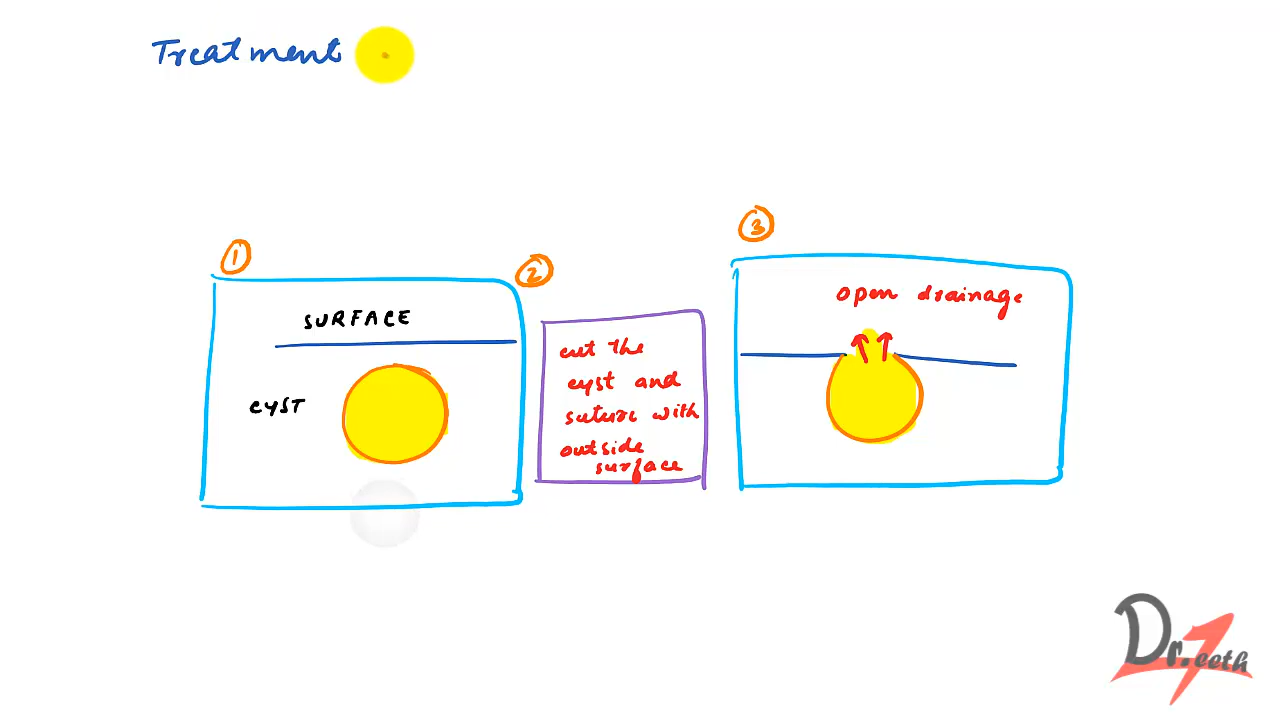 Treatment
1
SURFACE
CYST
2
cut the
cyst and
suture with
outside
surface
3
open drainage
Dr.eeth